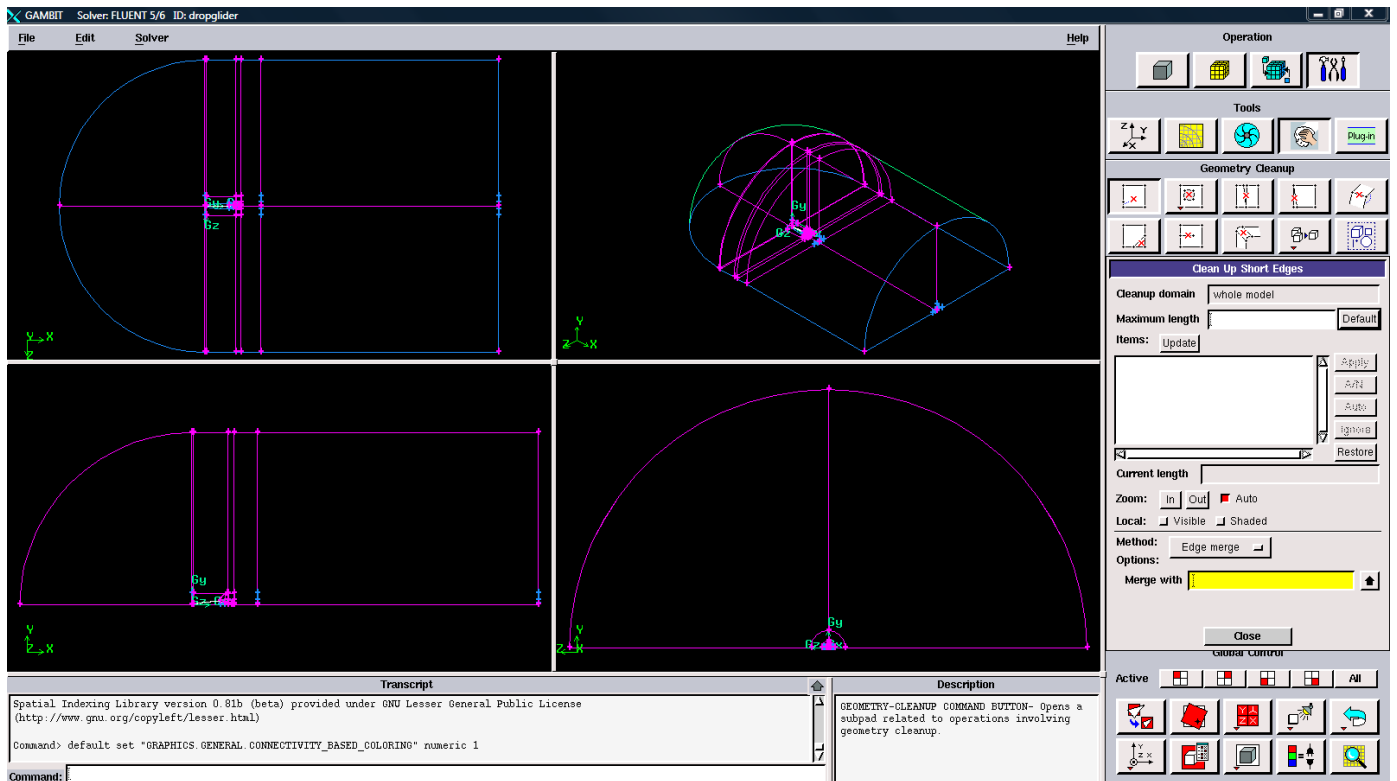 GAMBIT Solver: FLUENT 5/6 ID: dropglider
File Edit Solver Help
Gz
Y X
Z
Gy
Gz
Y
Z X
Gy
Y
Z X
Gy
Y
Z X
Transcript
Spatial Indexing Library version 0.81b (beta) provided under GNU Lesser General Public License
(http://www.gnu.org/copyleft/lesser.html)
Command> default set "GRAPHICS.GENERAL.CONNECTIVITY_BASED_COLORING" numeric 1
Command:
Description
GEOMETRY-CLEANUP COMMAND BUTTON- Opens a
subpad related to operations involving
geometry cleanup.
Operation
Tools
Z Y
X
Plug-in
Geometry Cleanup
Clean Up Short Edges
Cleanup domain whole model
Maximum length Default
Items: Update
Apply
A/N
Auto
Ignore
Restore
Current length
Zoom: In Out Auto
Local: Visible Shaded
Method: Edge merge
Options:
Merge with
Close
Global Control
Active All